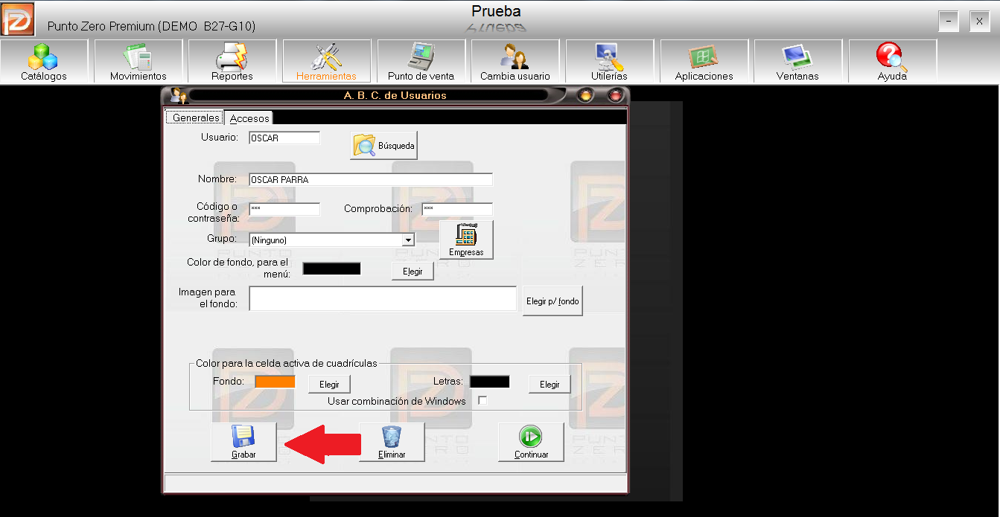 Prueba
Punto Zero Premium (DEMO B27-G10)
Catálogos Movimientos Reportes Herramientas Punto de venta Cambia usuario Utilerías Aplicaciones Ventanas Ayuda
A. B. C. de Usuarios
Generales Accesos
Usuario: OSCAR Búsqueda
Nombre: OSCAR PARRA
Código o
contraseña: *** Comprobación: ***
Grupo: (Ninguno) Empresas
Color de fondo, para el
menú: Elegir
Imagen para
el fondo: Elegir p/ fondo
Color para la celda activa de cuadrículas
Fondo: Elegir Letras: Elegir
Usar combinación de Windows
Grabar Eliminar Continuar